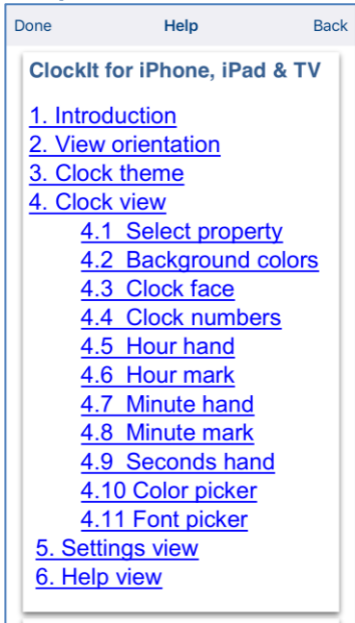 Done Help Back
ClockIt for iPhone, iPad & TV
1. Introduction
2. View orientation
3. Clock theme
4. Clock view
4.1 Select property
4.2 Background colors
4.3 Clock face
4.4 Clock numbers
4.5 Hour hand
4.6 Hour mark
4.7 Minute hand
4.8 Minute mark
4.9 Seconds hand
4.10 Color picker
4.11 Font picker
5. Settings view
6. Help view